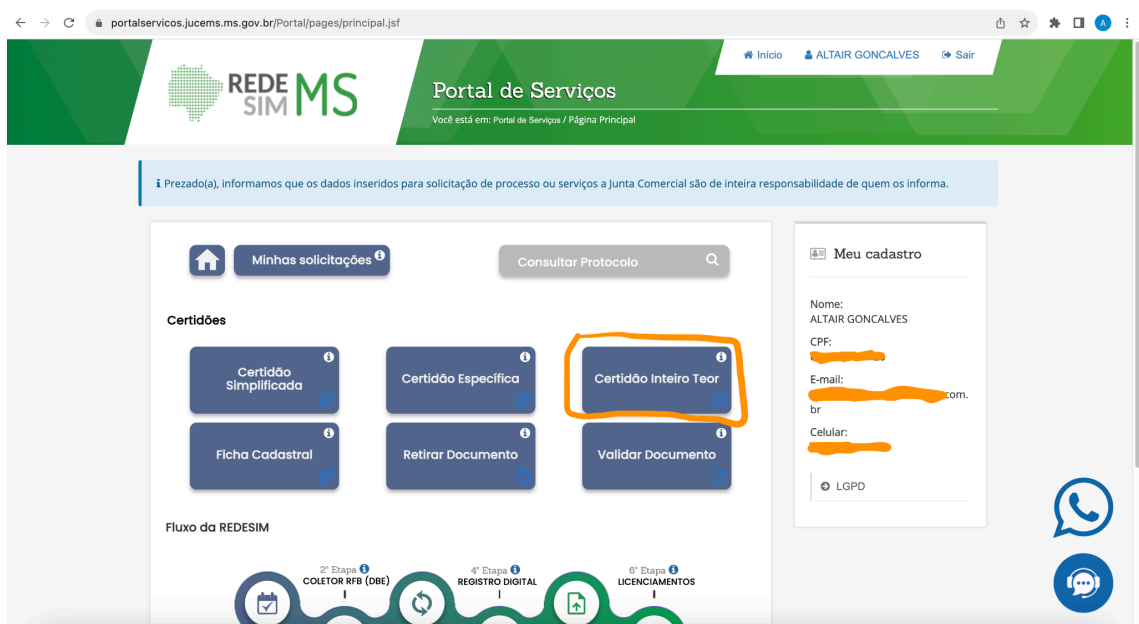 portalservicos.jucems.ms.gov.br/Portal/pages/principal.jsf
A
Início
ALTAIR GONCALVES
Sair
REDE
SIM
MS
Portal de Serviços
Você está em: Portal de Serviços / Página Principal
Prezado(a), informamos que os dados inseridos para solicitação de processo ou serviços a Junta Comercial são de inteira responsabilidade de quem os informa.
Minhas solicitações
Consultar Protocolo
Certidões
Certidão
Simplificada
Certidão Específica
Certidão Inteiro Teor
Ficha Cadastral
Retirar Documento
Validar Documento
Fluxo da REDESIM
2° Etapa
COLETOR RFB (DBE)
4° Etapa
REGISTRO DIGITAL
6° Etapa
LICENCIAMENTOS
Meu cadastro
Nome:
ALTAIR GONCALVES
CPF:
E-mail:
com.
br
Celular:
LGPD